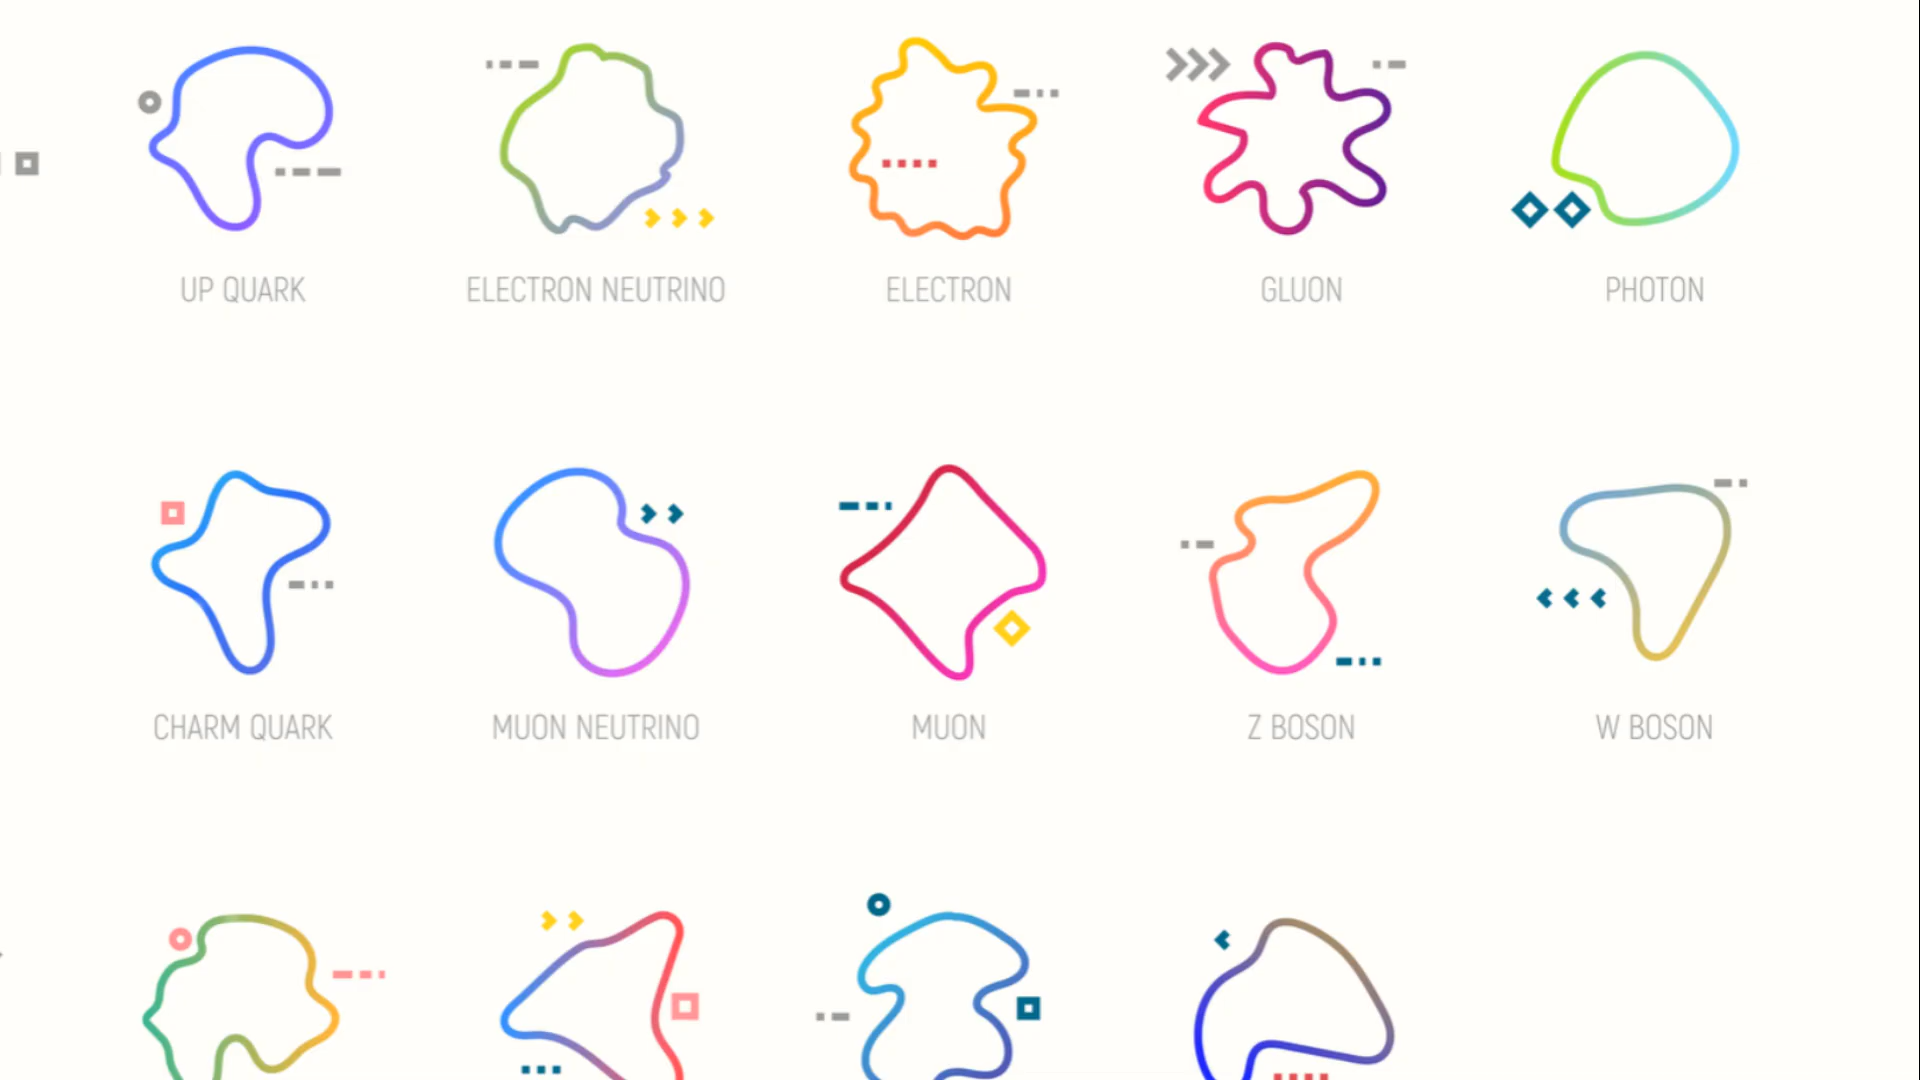 UP QUARK
ELECTRON NEUTRINO
ELECTRON
GLUON
PHOTON
CHARM QUARK
MUON NEUTRINO
MUON
Z BOSON
W BOSON